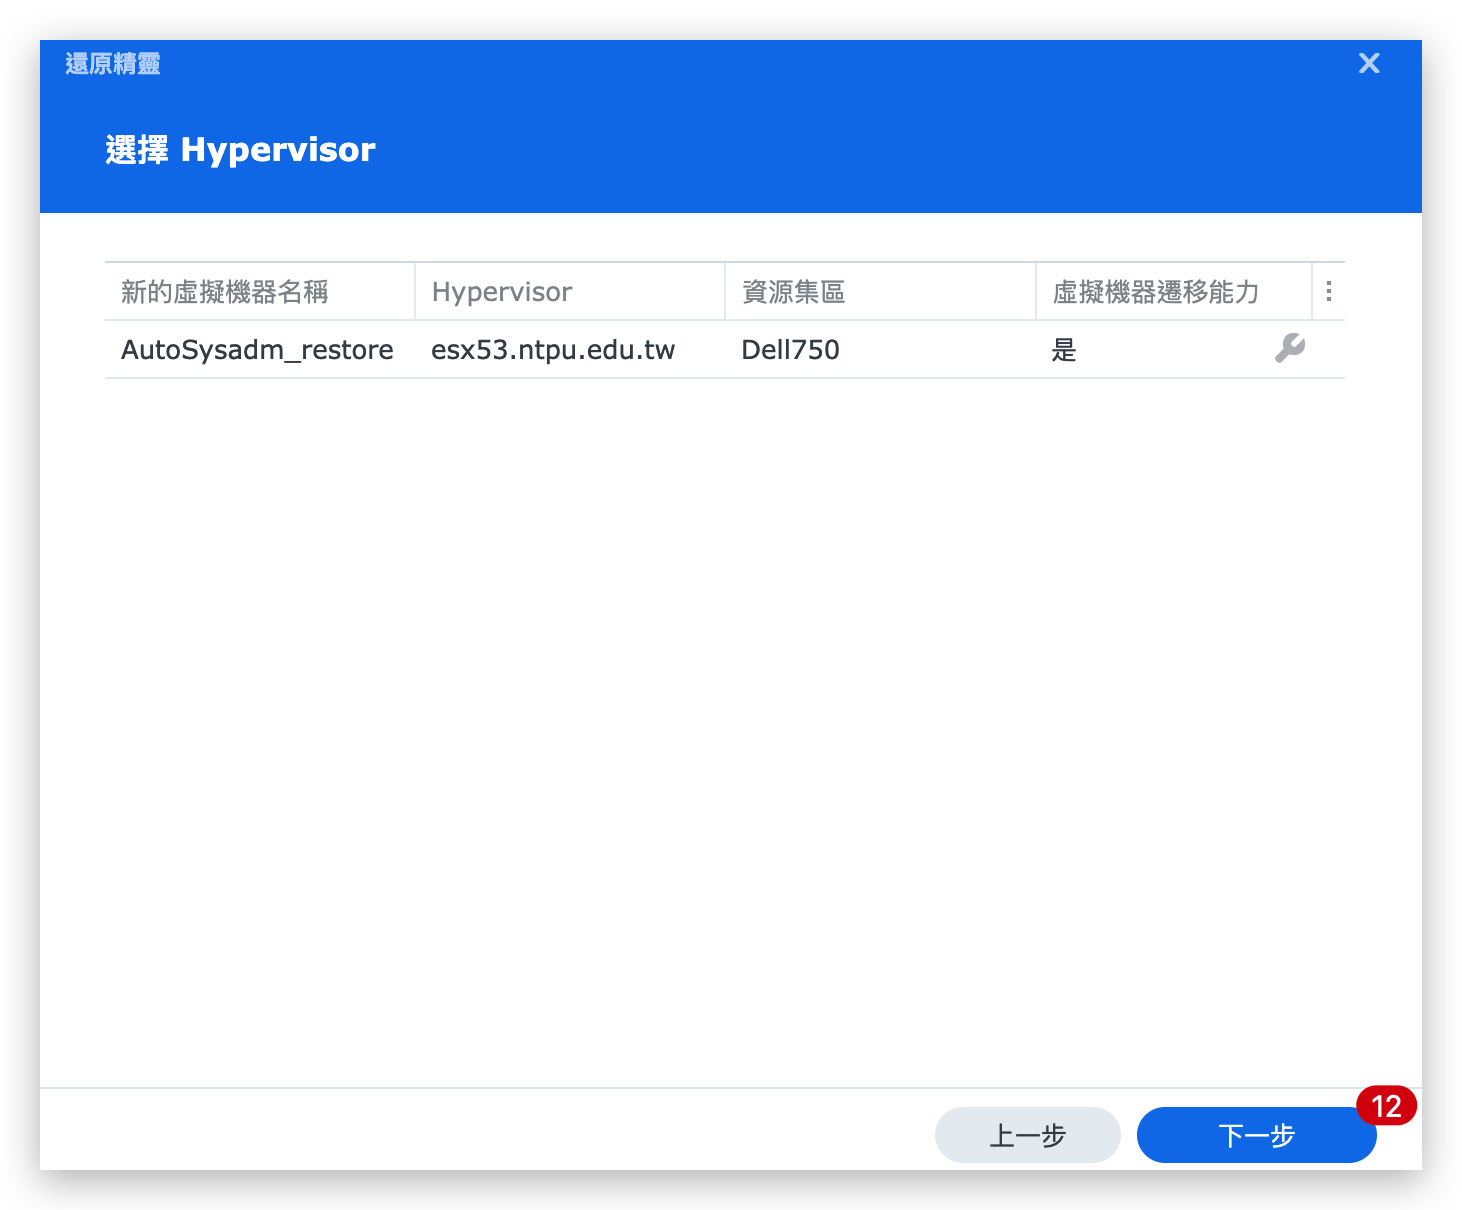 還原精靈
選擇 Hypervisor
新的虛擬機器名稱 Hypervisor 資源集區 虛擬機器遷移能力
AutoSysadm_restore esx53.ntpu.edu.tw Dell750 是
12
上一步 下一步